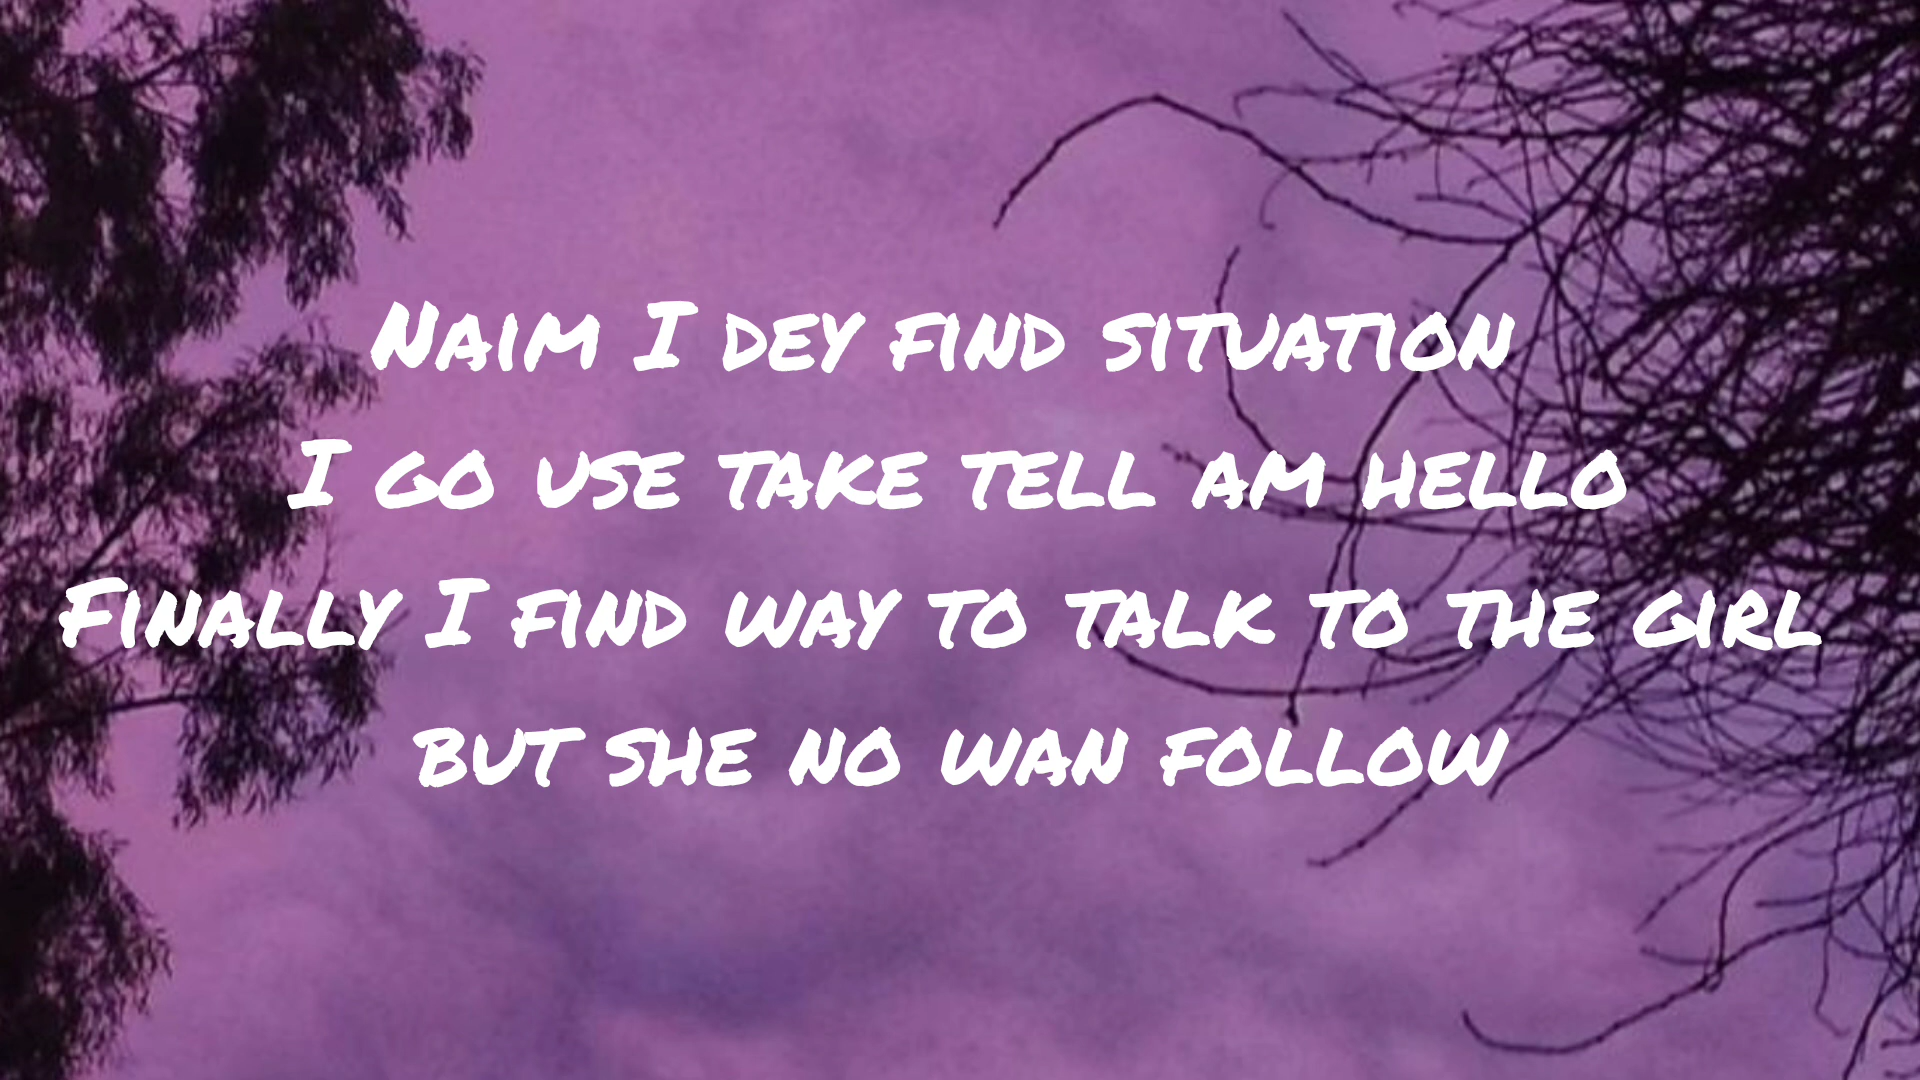 Naim I dey find situation
I go use take tell am hello
Finally I find way to talk to the girl
but she no wan follow